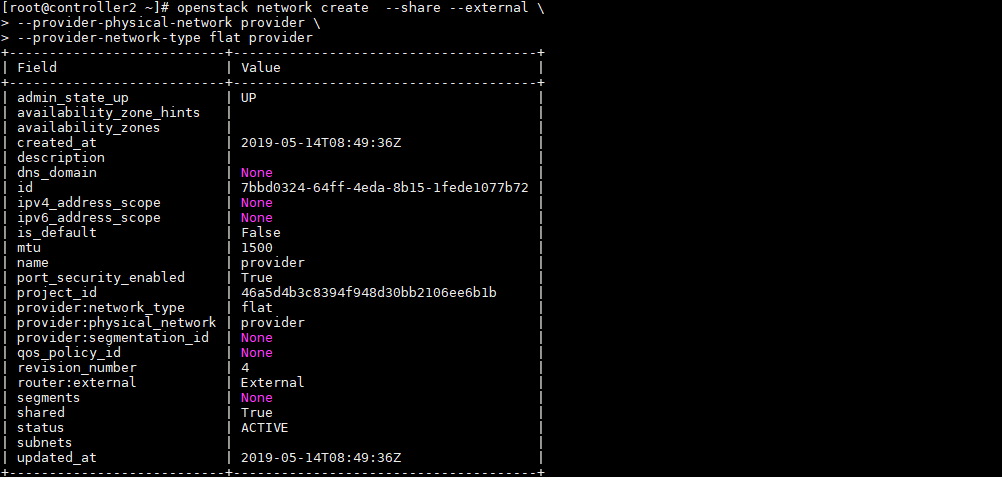 [root@controller2 ~]# openstack network create  --share --external \
> --provider-physical-network provider \
> --provider-network-type flat provider
+---------------------------+--------------------------------------+
| Field                     | Value                                |
+---------------------------+--------------------------------------+
| admin_state_up            | UP                                   |
| availability_zone_hints   |                                      |
| availability_zones        |                                      |
| created_at                | 2019-05-14T08:49:36Z                 |
| description               |                                      |
| dns_domain                | None                                 |
| id                        | 7bbd0324-64ff-4eda-8b15-1fede1077b72 |
| ipv4_address_scope        | None                                 |
| ipv6_address_scope        | None                                 |
| is_default                | False                                |
| mtu                       | 1500                                 |
| name                      | provider                             |
| port_security_enabled     | True                                 |
| project_id                | 46a5d4b3c8394f948d30bb2106ee6b1b     |
| provider:network_type     | flat                                 |
| provider:physical_network | provider                             |
| provider:segmentation_id  | None                                 |
| qos_policy_id             | None                                 |
| revision_number           | 4                                    |
| router:external           | External                             |
| segments                  | None                                 |
| shared                    | True                                 |
| status                    | ACTIVE                               |
| subnets                   |                                      |
| updated_at                | 2019-05-14T08:49:36Z                 |
+---------------------------+--------------------------------------+